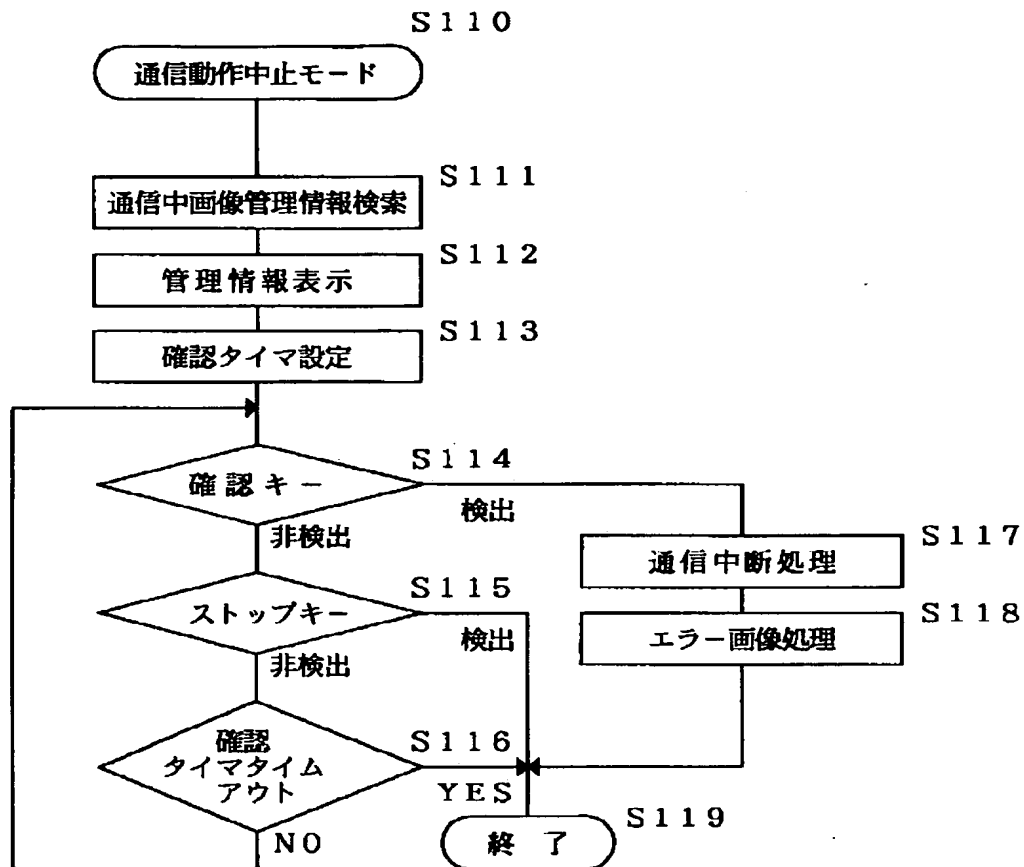 S110
通信動作中止モード
S111
通信中画像管理情報検索
S112
管理情報表示
S113
確認タイマ設定
S114
確認キー
検出
非検出
S117
通信中断処理
S115
ストップキー
検出
非検出
S118
エラー画像処理
S116
確認
タイマタイム
アウト
YES
NO
S119
終了